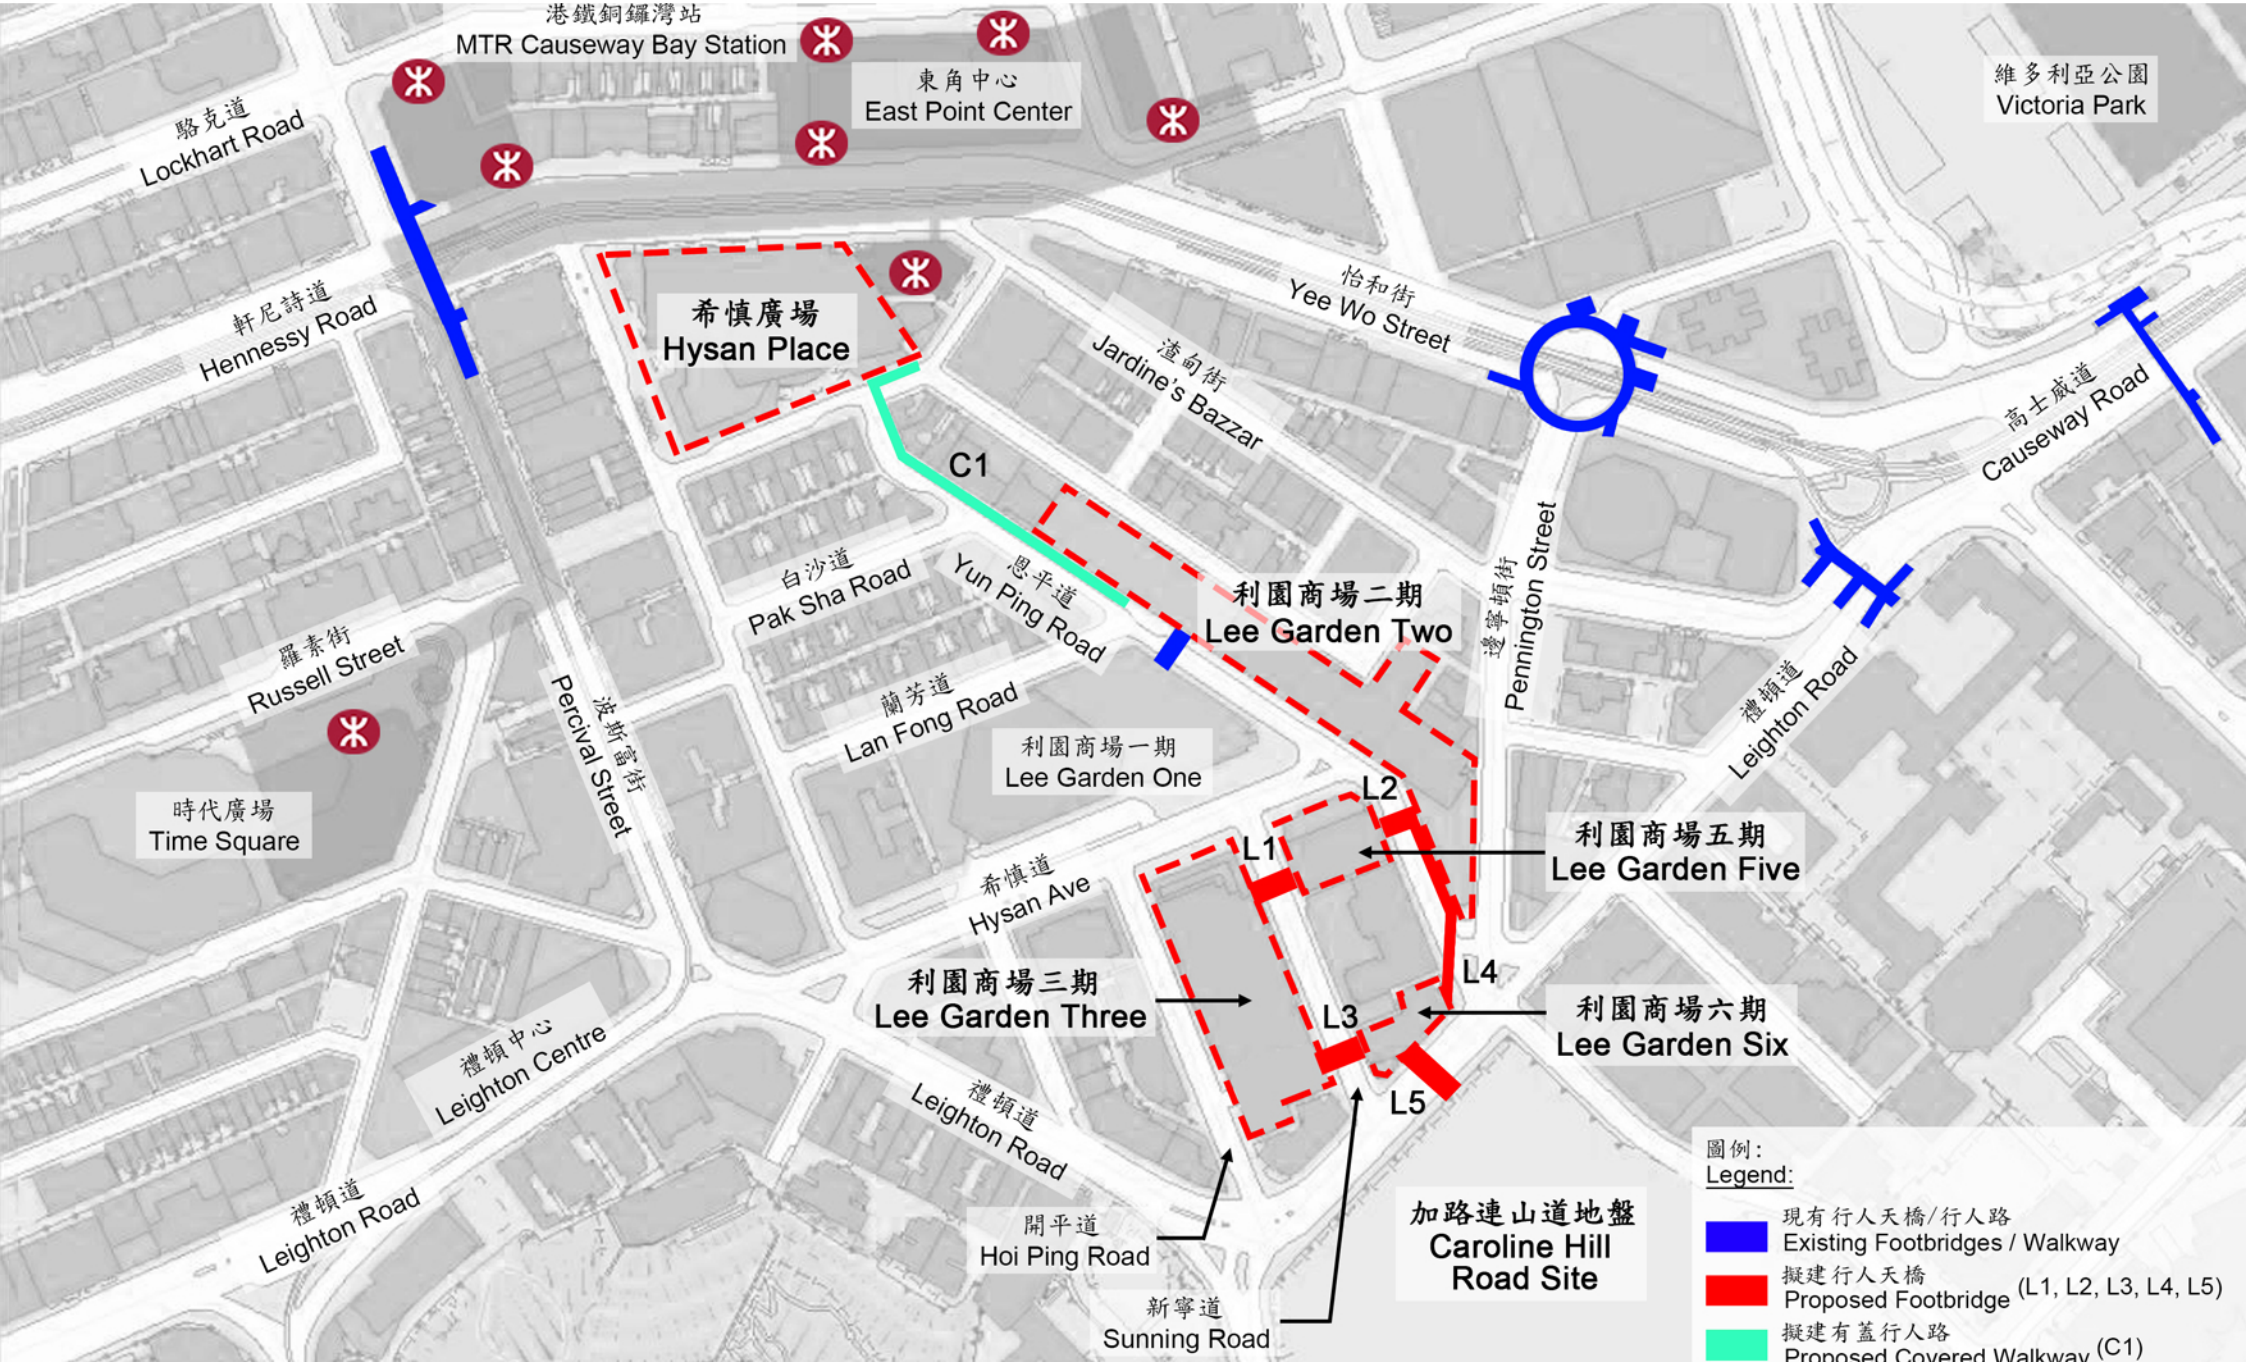 港鐵銅鑼灣站
MTR Causeway Bay Station
東角中心
East Point Center
維多利亞公園
Victoria Park
駱克道
Lockhart Road
軒尼詩道
Hennessy Road
希慎廣場
Hysan Place
怡和街
Yee Wo Street
渣甸街
Jardine's Bazzar
高士威道
Causeway Road
C1
白沙道
Pak Sha Road
恩平道
Yun Ping Road
利園商場二期
Lee Garden Two
邊寧頓街
Pennington Street
羅素街
Russell Street
波斯富街
Percival Street
蘭芳道
Lan Fong Road
利園商場一期
Lee Garden One
禮頓道
Leighton Road
時代廣場
Time Square
L2
L1
利園商場五期
Lee Garden Five
希慎道
Hysan Ave
利園商場三期
Lee Garden Three
L4
L3
利園商場六期
Lee Garden Six
禮頓中心
Leighton Centre
禮頓道
Leighton Road
L5
禮頓道
Leighton Road
開平道
Hoi Ping Road
加路連山道地盤
Caroline Hill
Road Site
新寧道
Sunning Road
圖例:
Legend:
現有行人天橋/行人路
Existing Footbridges / Walkway
擬建行人天橋
Proposed Footbridge (L1, L2, L3, L4, L5)
擬建有蓋行人路
Proposed Covered Walkway (C1)